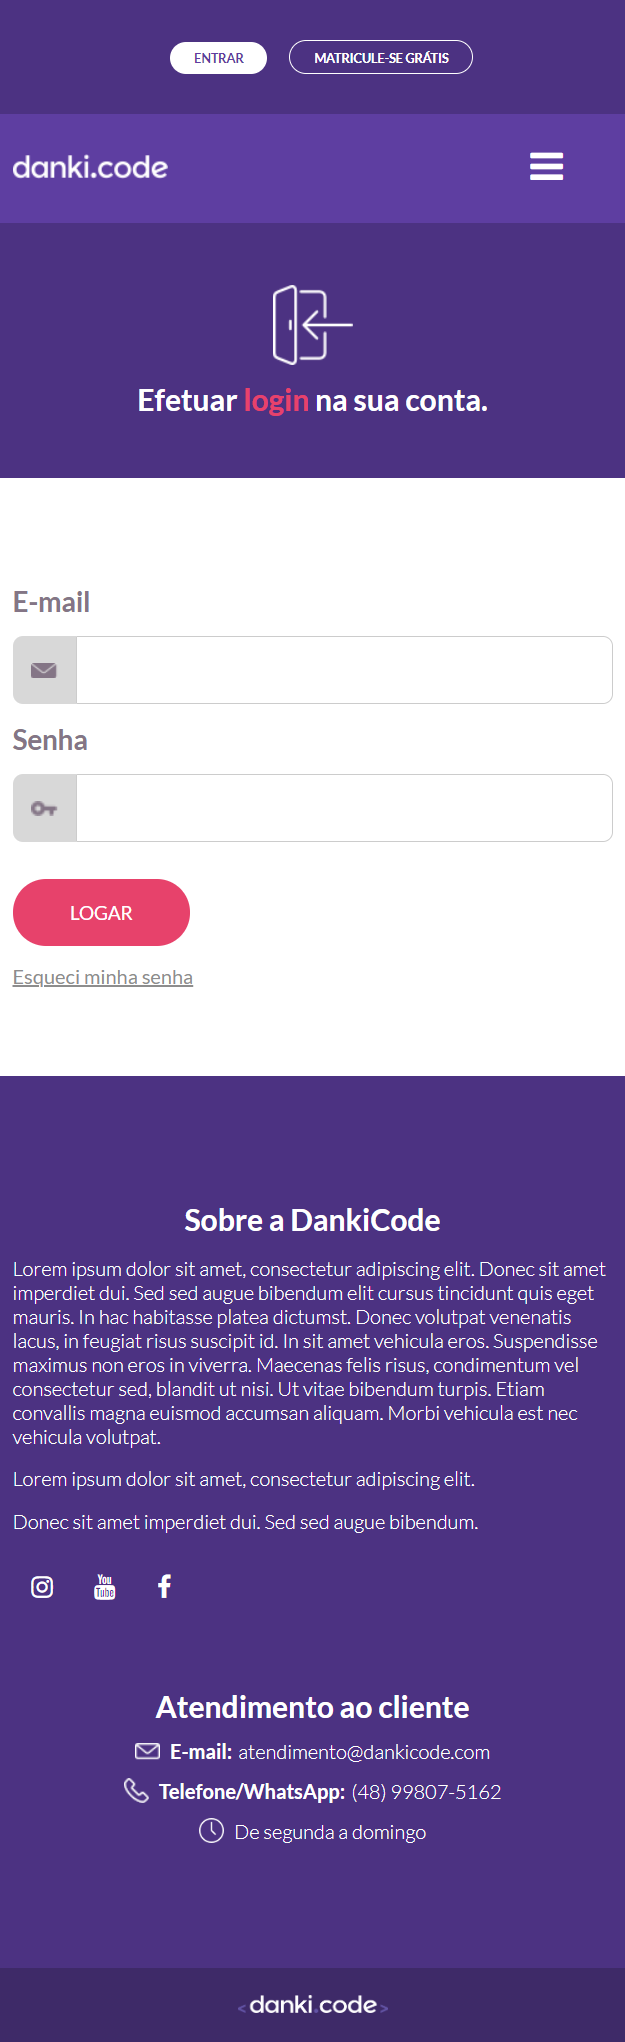 ENTRAR
MATRICULE-SE GRÁTIS
danki.code
Efetuar login na sua conta.
E-mail
Senha
LOGAR
Esqueci minha senha
Sobre a DankiCode
Lorem ipsum dolor sit amet, consectetur adipiscing elit. Donec sit amet
imperdiet dui. Sed sed augue bibendum elit cursus tincidunt quis eget
mauris. In hac habitasse platea dictumst. Donec volutpat venenatis
lacus, in feugiat risus suscipit id. In sit amet vehicula eros. Suspendisse
maximus non eros in viverra. Maecenas felis risus, condimentum vel
consectetur sed, blandit ut nisi. Ut vitae bibendum turpis. Etiam
convallis magna euismod accumsan aliquam. Morbi vehicula est nec
vehicula volutpat.
Lorem ipsum dolor sit amet, consectetur adipiscing elit.
Donec sit amet imperdiet dui. Sed sed augue bibendum.
You
Tube
Atendimento ao cliente
E-mail: atendimento@dankicode.com
Telefone/WhatsApp: (48) 99807-5162
De segunda a domingo
<danki.code>